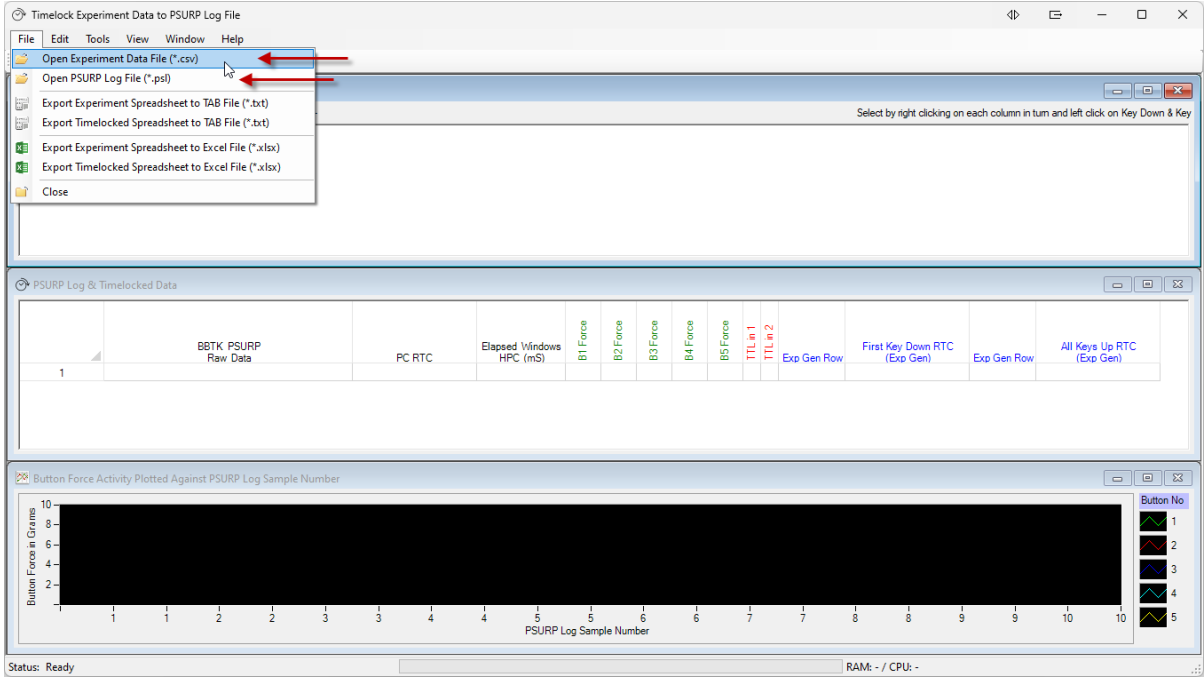 Timelock Experiment Data to PSURP Log File
File Edit Tools View Window Help
Open Experiment Data File (*.csv)
Open PSURP Log File (*.psl)
Export Experiment Spreadsheet to TAB File (*.txt)
Export Timelocked Spreadsheet to TAB File (*.txt)
Export Experiment Spreadsheet to Excel File (*.xlsx)
Export Timelocked Spreadsheet to Excel File (*.xlsx)
Close
Select by right clicking on each column in turn and left click on Key Down & Key
PSURP Log & Timelocked Data
BBTK PSURP
Raw Data
PC RTC
Elapsed Windows
HPC (mS)
B1 Force
B2 Force
B3 Force
B4 Force
B5 Force
TTL in 1
TTL in 2
Exp Gen Row
First Key Down RTC
(Exp Gen)
Exp Gen Row
All Keys Up RTC
(Exp Gen)
1
Button Force Activity Plotted Against PSURP Log Sample Number
Button Force in Grams
10
8
6
4
2
1 1 2 2 3 3 4 4 5 5 6 6 7 7 8 8 9 9 10 10
PSURP Log Sample Number
Button No
1
2
3
4
5
Status: Ready
RAM: - / CPU: -